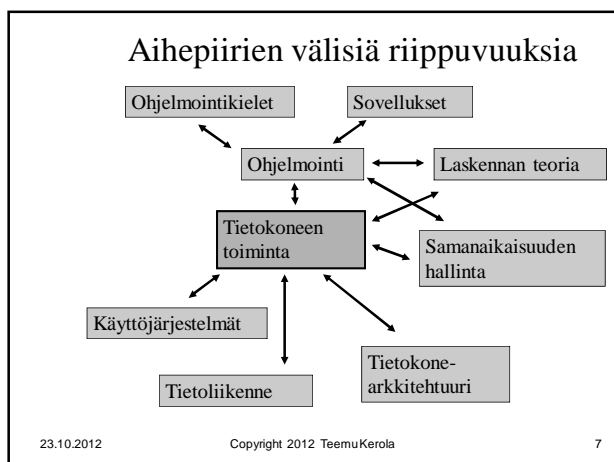 Aihepiirien välisiä riippuvuuksia
Ohjelmointikielet
Sovellukset
Ohjelmointi
Laskennan teoria
Tietokoneen
toiminta
Samanaikaisuuden
hallinta
Käyttöjärjestelmät
Tietokone-
arkkitehtuuri
Tietoliikenne
23.10.2012
Copyright 2012 Teemu Kerola
7